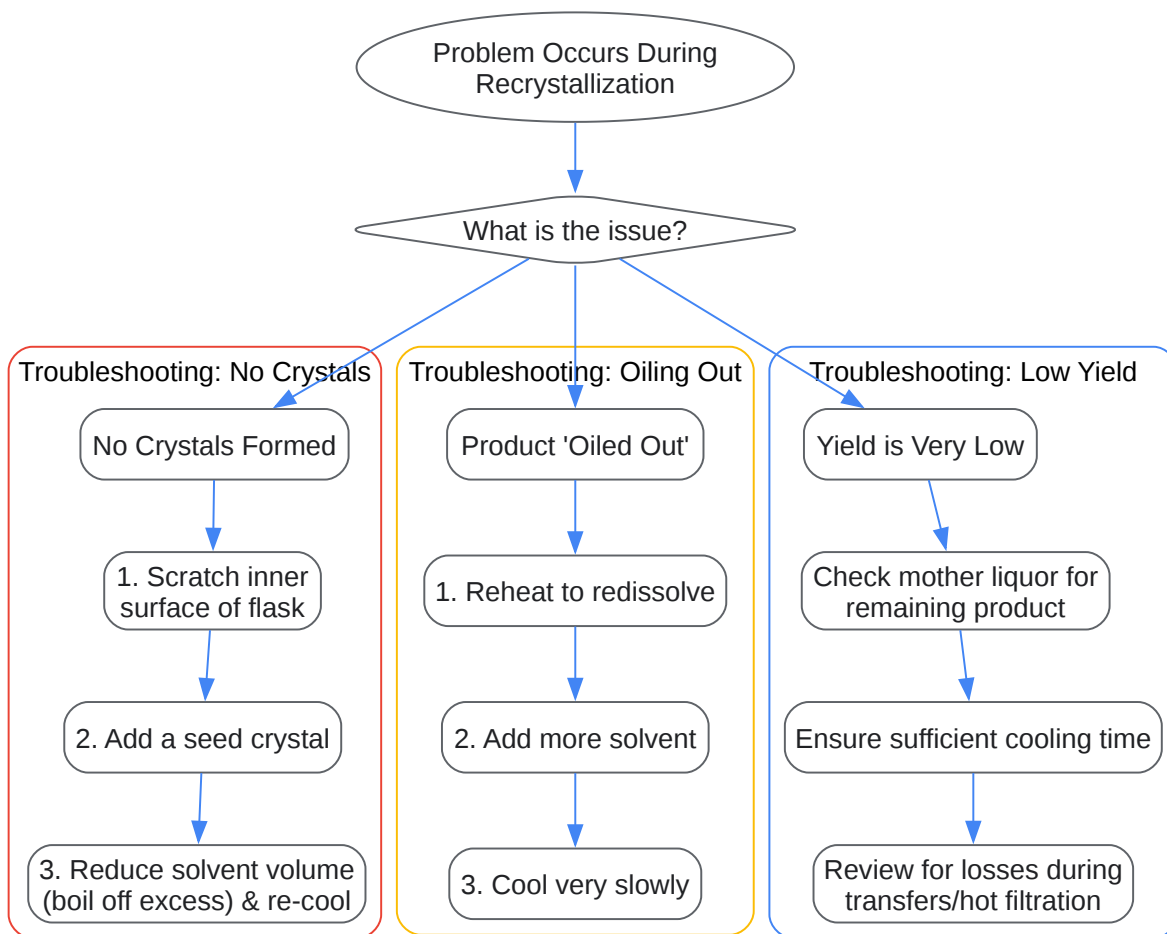 Problem Occurs During
Recrystallization
What is the issue?
Troubleshooting: No Crystals
No Crystals Formed
1. Scratch inner
surface of flask
2. Add a seed crystal
3. Reduce solvent volume
(boil off excess) & re-cool
Troubleshooting: Oiling Out
Product 'Oiled Out'
1. Reheat to redissolve
2. Add more solvent
3. Cool very slowly
Troubleshooting: Low Yield
Yield is Very Low
Check mother liquor for
remaining product
Ensure sufficient cooling time
Review for losses during
transfers/hot filtration